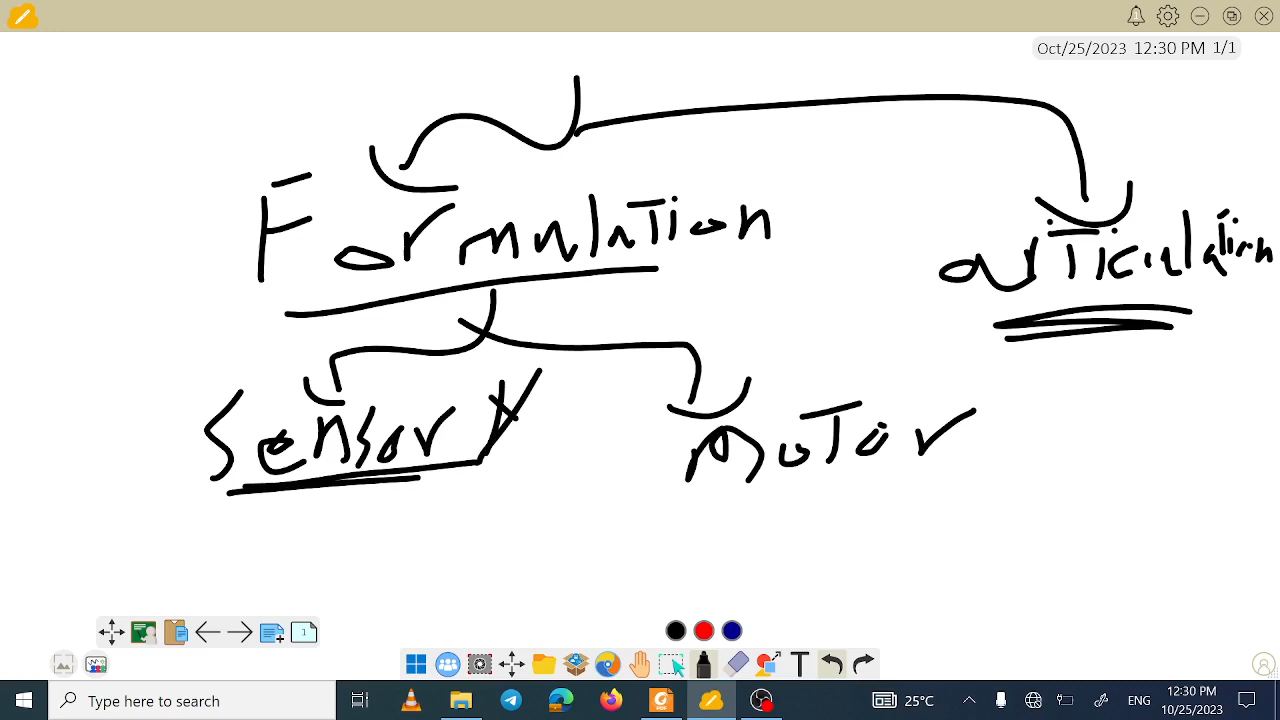 Oct/25/2023 12:30 PM 1/1
Formulation
articulation
Sensory
motor
1
T
Type here to search
25°C
ENG
12:30 PM
10/25/2023